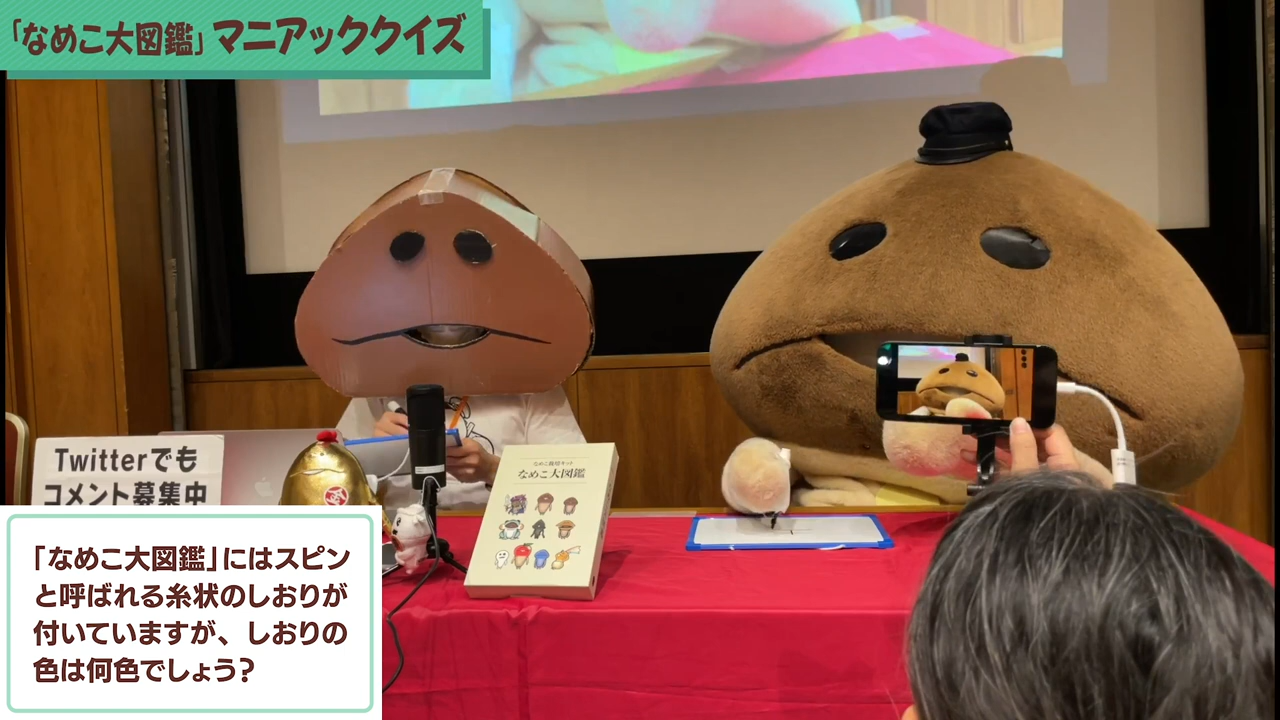 「なめこ大図鑑」マニアッククイズ
Twitterでも
コメント募集中
なめこ栽培キット
なめこ大図鑑
「なめこ大図鑑」にはスピン
と呼ばれる糸状のしおりが
付いていますが、しおりの
色は何色でしょう?